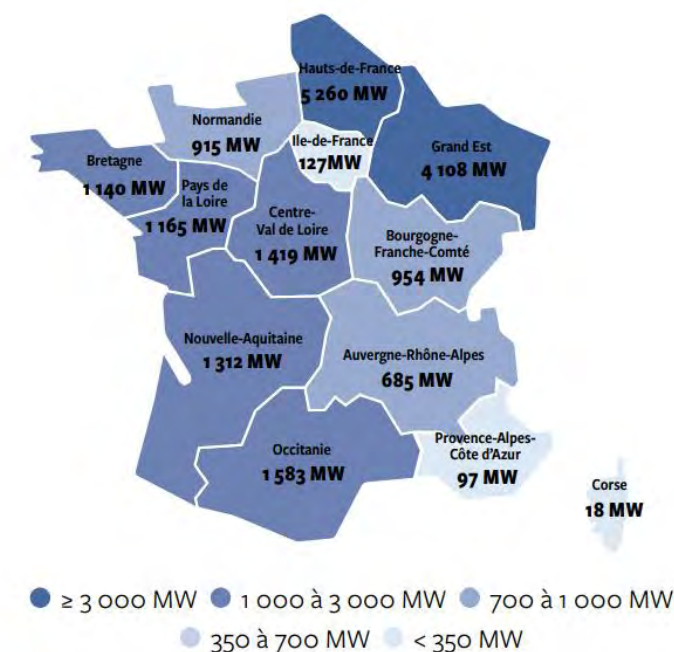 Hauts-de-France
5 260 MW
Normandie
915 MW
Ile-de-France
127MW
Grand Est
4 108 MW
Bretagne
1 140 MW
Pays de
la Loire
1 165 MW
Centre-
Val de Loire
1 419 MW
Bourgogne-
Franche-Comté
954 MW
Nouvelle-Aquitaine
1 312 MW
Auvergne-Rhône-Alpes
685 MW
Occitanie
1 583 MW
Provence-Alpes-
Côte d'Azur
97 MW
Corse
18 MW
≥ 3 000 MW 1 000 à 3 000 MW 700 à 1 000 MW
350 à 700 MW < 350 MW